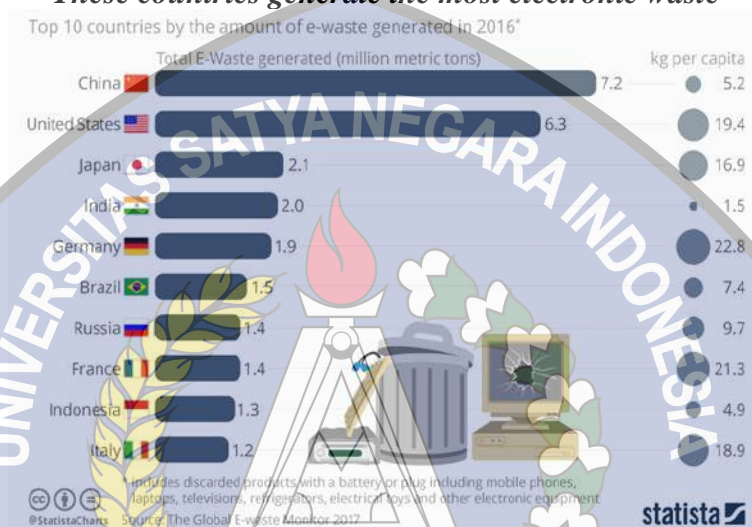 These countries generate the most electronic waste
Top 10 countries by the amount of e-waste generated in 2016*
Total E-Waste generated (million metric tons) kg per capita
China 7.2 5.2
United States 6.3 19.4
Japan 2.1 16.9
India 2.0 1.5
Germany 1.9 22.8
Brazil 1.5 7.4
Russia 1.4 9.7
France 1.4 21.3
Indonesia 1.3 4.9
Italy 1.2 18.9
* Includes discarded products with a battery or plug including mobile phones,
laptops, televisions, refrigerators, electrical toys and other electronic equipment
@StatistaCharts Source: The Global E-waste Monitor 2017
statista
UNIVERSITAS SATYA NEGARA INDONESIA